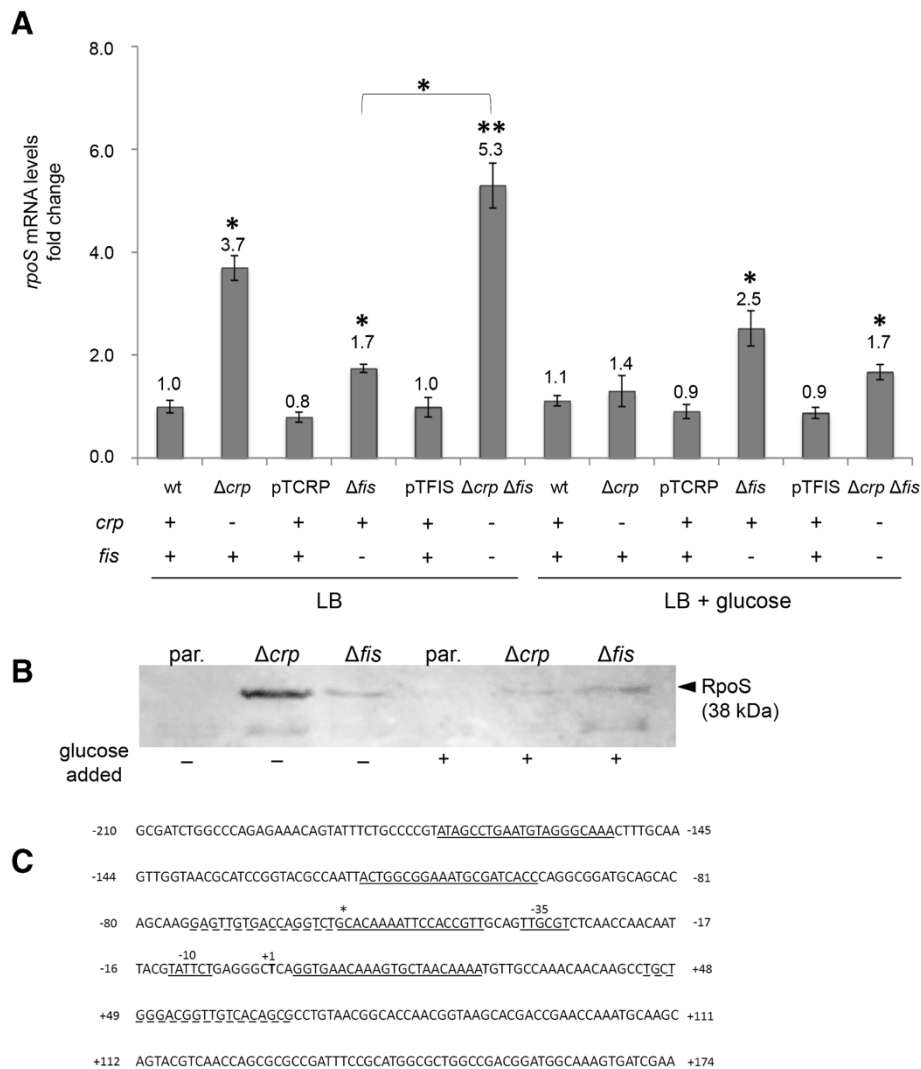 A
8.0
6.0
4.0
2.0
0.0
rpoS mRNA levels
fold change
*
* * ** * *
1.0 3.7 0.8 1.7 1.0 5.3 1.1 1.4 0.9 2.5 0.9 1.7
wt Δcrp pTCRP Δfis pTFIS Δcrp Δfis wt Δcrp pTCRP Δfis pTFIS Δcrp Δfis
crp + - + + + - + - + + + -
fis + + + - + - + + + - + -
LB LB + glucose
B
par. Δcrp Δfis par. Δcrp Δfis
RpoS
(38 kDa)
glucose
added
– – – + + +
C
-210 GCGATCTGGCCCAGAGAAACAGTATTTCTGCCCCGTATAGCCTGAATGTAGGGCAAACTTTGCAA -145
-144 GTTGGTAACGCATCCGGTACGCCAATTACTGGCGGAAATGCGATCACCCAGGCGGATGCAGCAC -81
* -35
-80 AGCAAGGAGTTGTGACCAGGTCTGCACAAAATTCCACCGTTGCAGTTGCGTCTCAACCAACAAT -17
-10 +1
-16 TACGTATTCTGAGGGCTCAGGTGAACAAAGTGCTAACAAAATGTTGCCAAACAACAAGCCTGCT +48
+49 GGGACGGTTGTCACAGCGCCTGTAACGGCACCAACGGTAAGCACGACCGAACCAAATGCAAGC +111
+112 AGTACGTCAACCAGCGCGCCGATTTCCGCATGGCGCTGGCCGACGGATGGCAAAGTGATCGAA +174